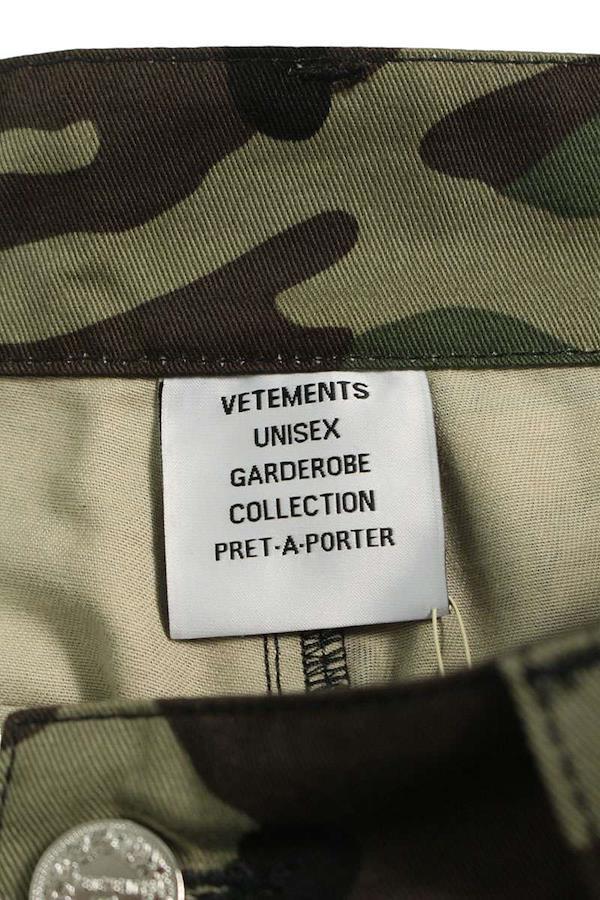 VETEMENTS
UNISEX
GARDEROBE
COLLECTION
PRET-A-PORTER